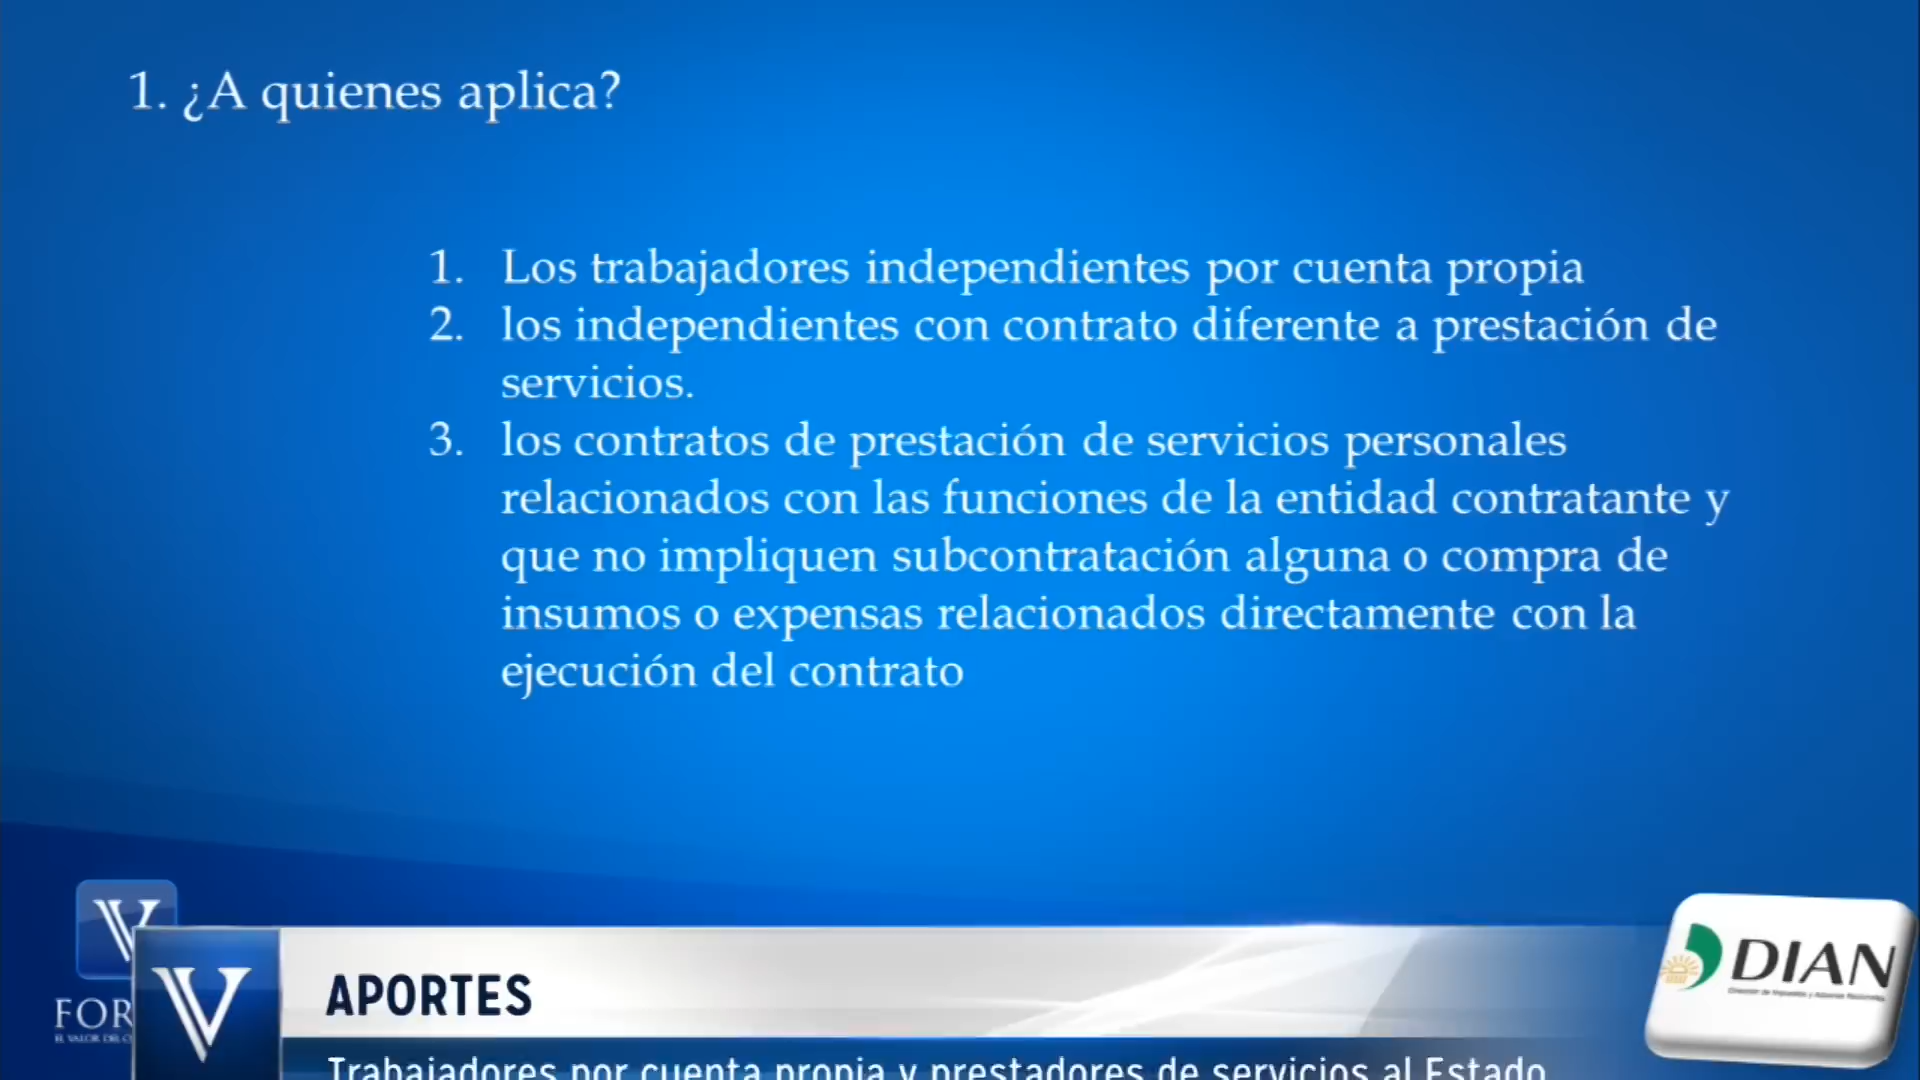 1. ¿A quienes aplica?
1. Los trabajadores independientes por cuenta propia
2. los independientes con contrato diferente a prestación de
servicios.
3. los contratos de prestación de servicios personales
relacionados con las funciones de la entidad contratante y
que no impliquen subcontratación alguna o compra de
insumos o expensas relacionados directamente con la
ejecución del contrato
FOR
EL VALOR DEL
V
APORTES
DIAN
Trabajadores por cuenta propia y prestadores de servicios al Estado